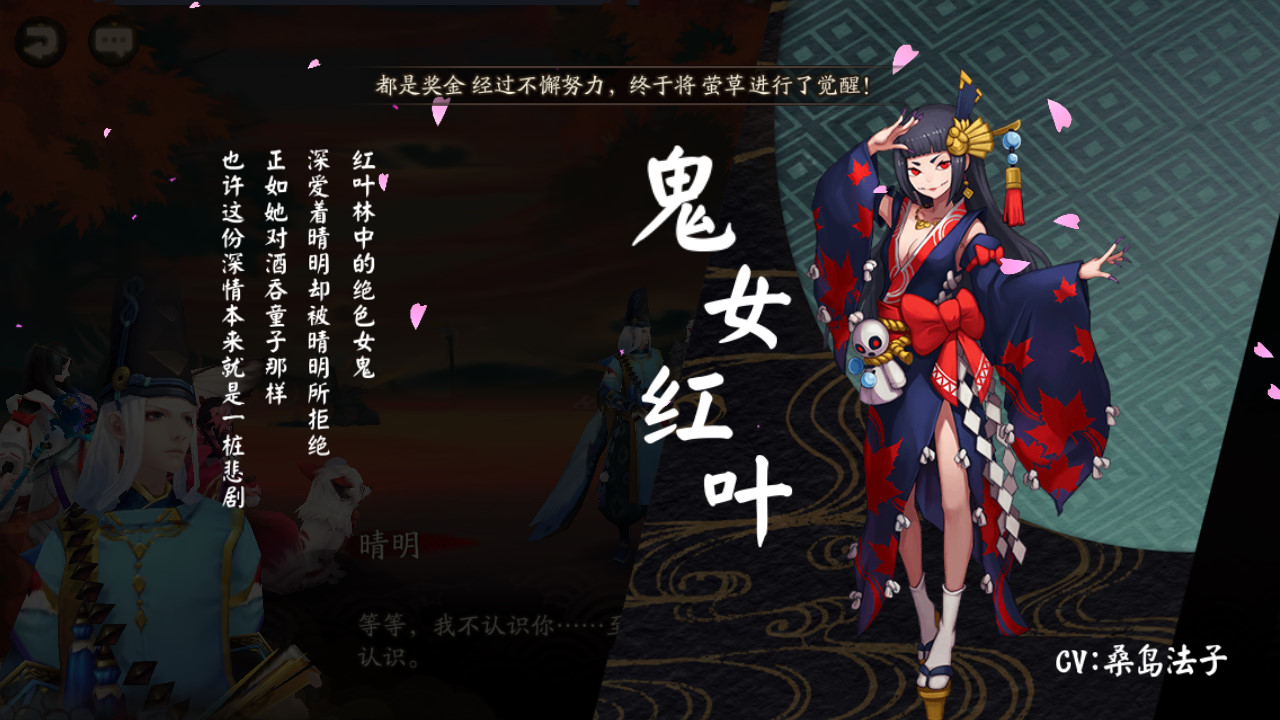 都是奖金 经过不懈努力，终于将 萤草 进行了觉醒！
鬼女红叶
红叶林中的绝色女鬼
深爱着晴明却被晴明所拒绝
正如她对酒吞童子那样
也许这份深情本来就是一桩悲剧
晴明
等等，我不认识你……至
认识。
CV:桑岛法子